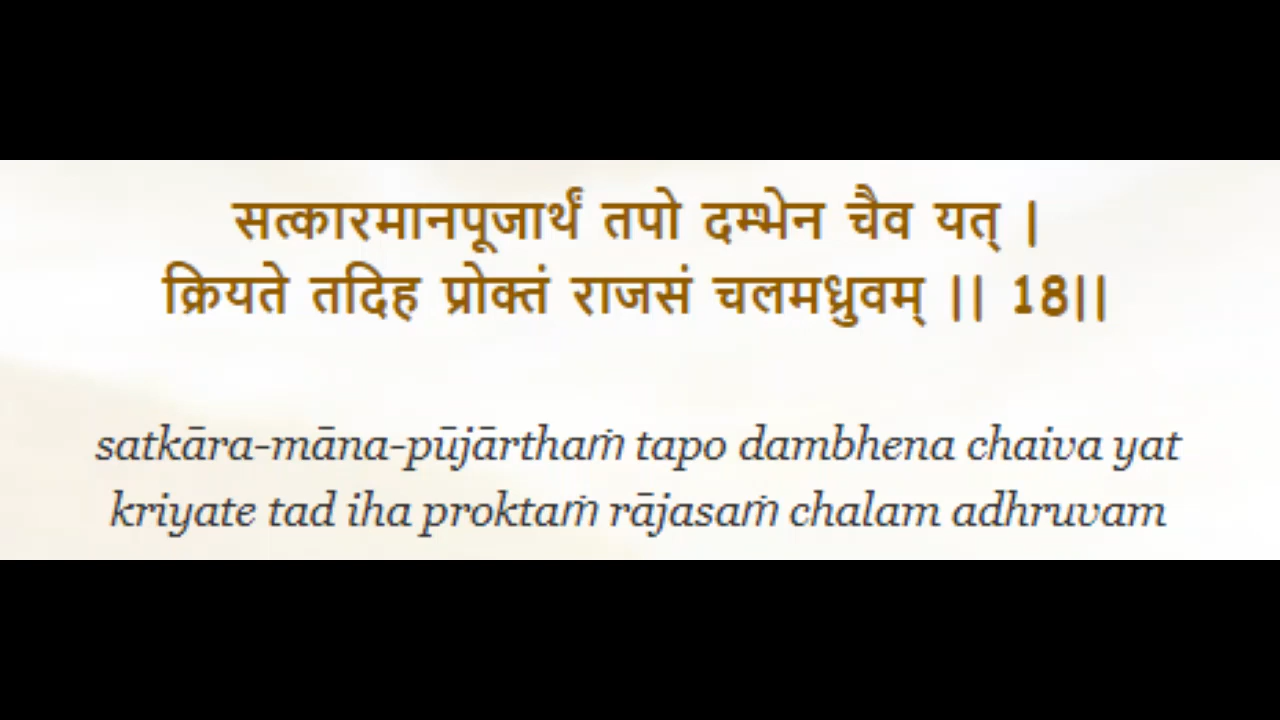 सत्कारमानपूजार्थं तपो दम्भेन चैव यत् |
क्रियते तदिह प्रोक्तं राजसं चलमध्रुवम् || 18||
satkāra-māna-pūjārthaṁ tapo dambhena chaiva yat
kriyate tad iha proktaṁ rājasaṁ chalam adhruvam